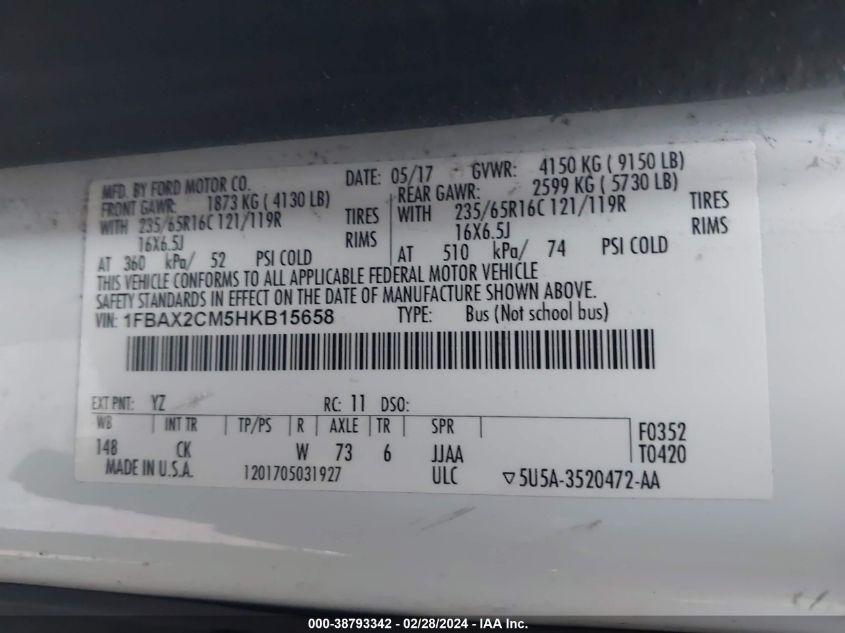 MFD. BY FORD MOTOR CO. DATE: 05/17 GVWR: 4150 KG ( 9150 LB)
FRONT GAWR: 1873 KG ( 4130 LB) REAR GAWR: 2599 KG ( 5730 LB)
WITH 235/65R16C 121/119R TIRES WITH 235/65R16C 121/119R TIRES
16X6.5J RIMS 16X6.5J RIMS
AT 360 kPa/ 52 PSI COLD AT 510 kPa/ 74 PSI COLD
THIS VEHICLE CONFORMS TO ALL APPLICABLE FEDERAL MOTOR VEHICLE
SAFETY STANDARDS IN EFFECT ON THE DATE OF MANUFACTURE SHOWN ABOVE.
VIN: 1FBAX2CM5HKB15658 TYPE: Bus (Not school bus)
EXT PNT: YZ RC: 11 DSO:
WB INT TR TP/PS R AXLE TR SPR F0352
148 CK W 73 6 JJAA T0420
MADE IN U.S.A. 1201705031927 ULC ▽5U5A-3520472-AA
000-38793342 - 02/28/2024 - IAA Inc.